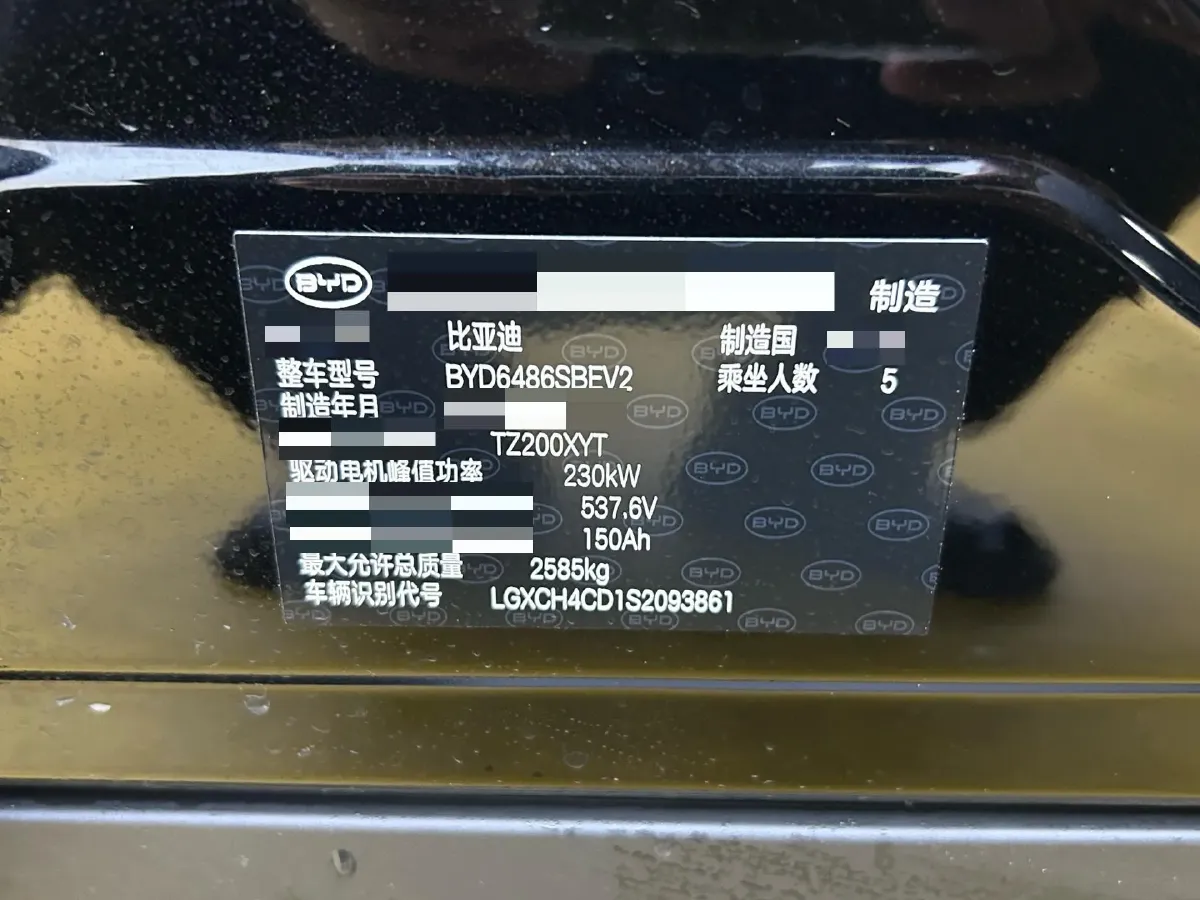 BYD 制造
比亚迪 制造国
整车型号 BYD6486SBEV2 乘坐人数 5
制造年月
TZ200XYT
驱动电机峰值功率 230kW
537.6V
150Ah
最大允许总质量 2585kg
车辆识别代号 LGXCH4CD1S2093861